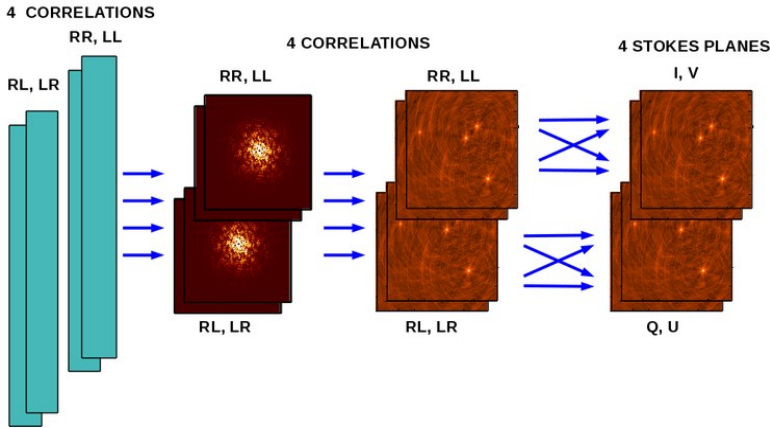 4 CORRELATIONS
RR, LL
RL, LR
4 CORRELATIONS
RR, LL
RR, LL
RL, LR
RL, LR
4 STOKES PLANES
I, V
Q, U